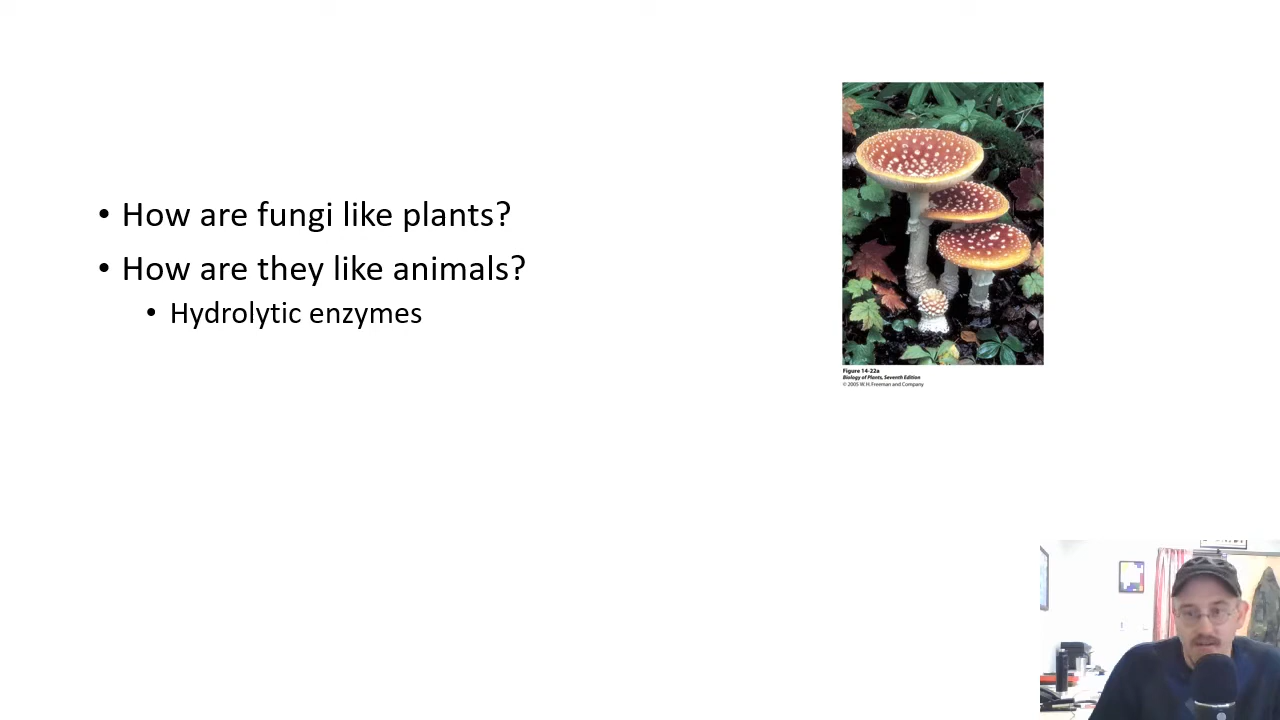 • How are fungi like plants?
• How are they like animals?
• Hydrolytic enzymes
Figure 14-22a
Biology of Plants, Seventh Edition
© 2005 W. H. Freeman and Company